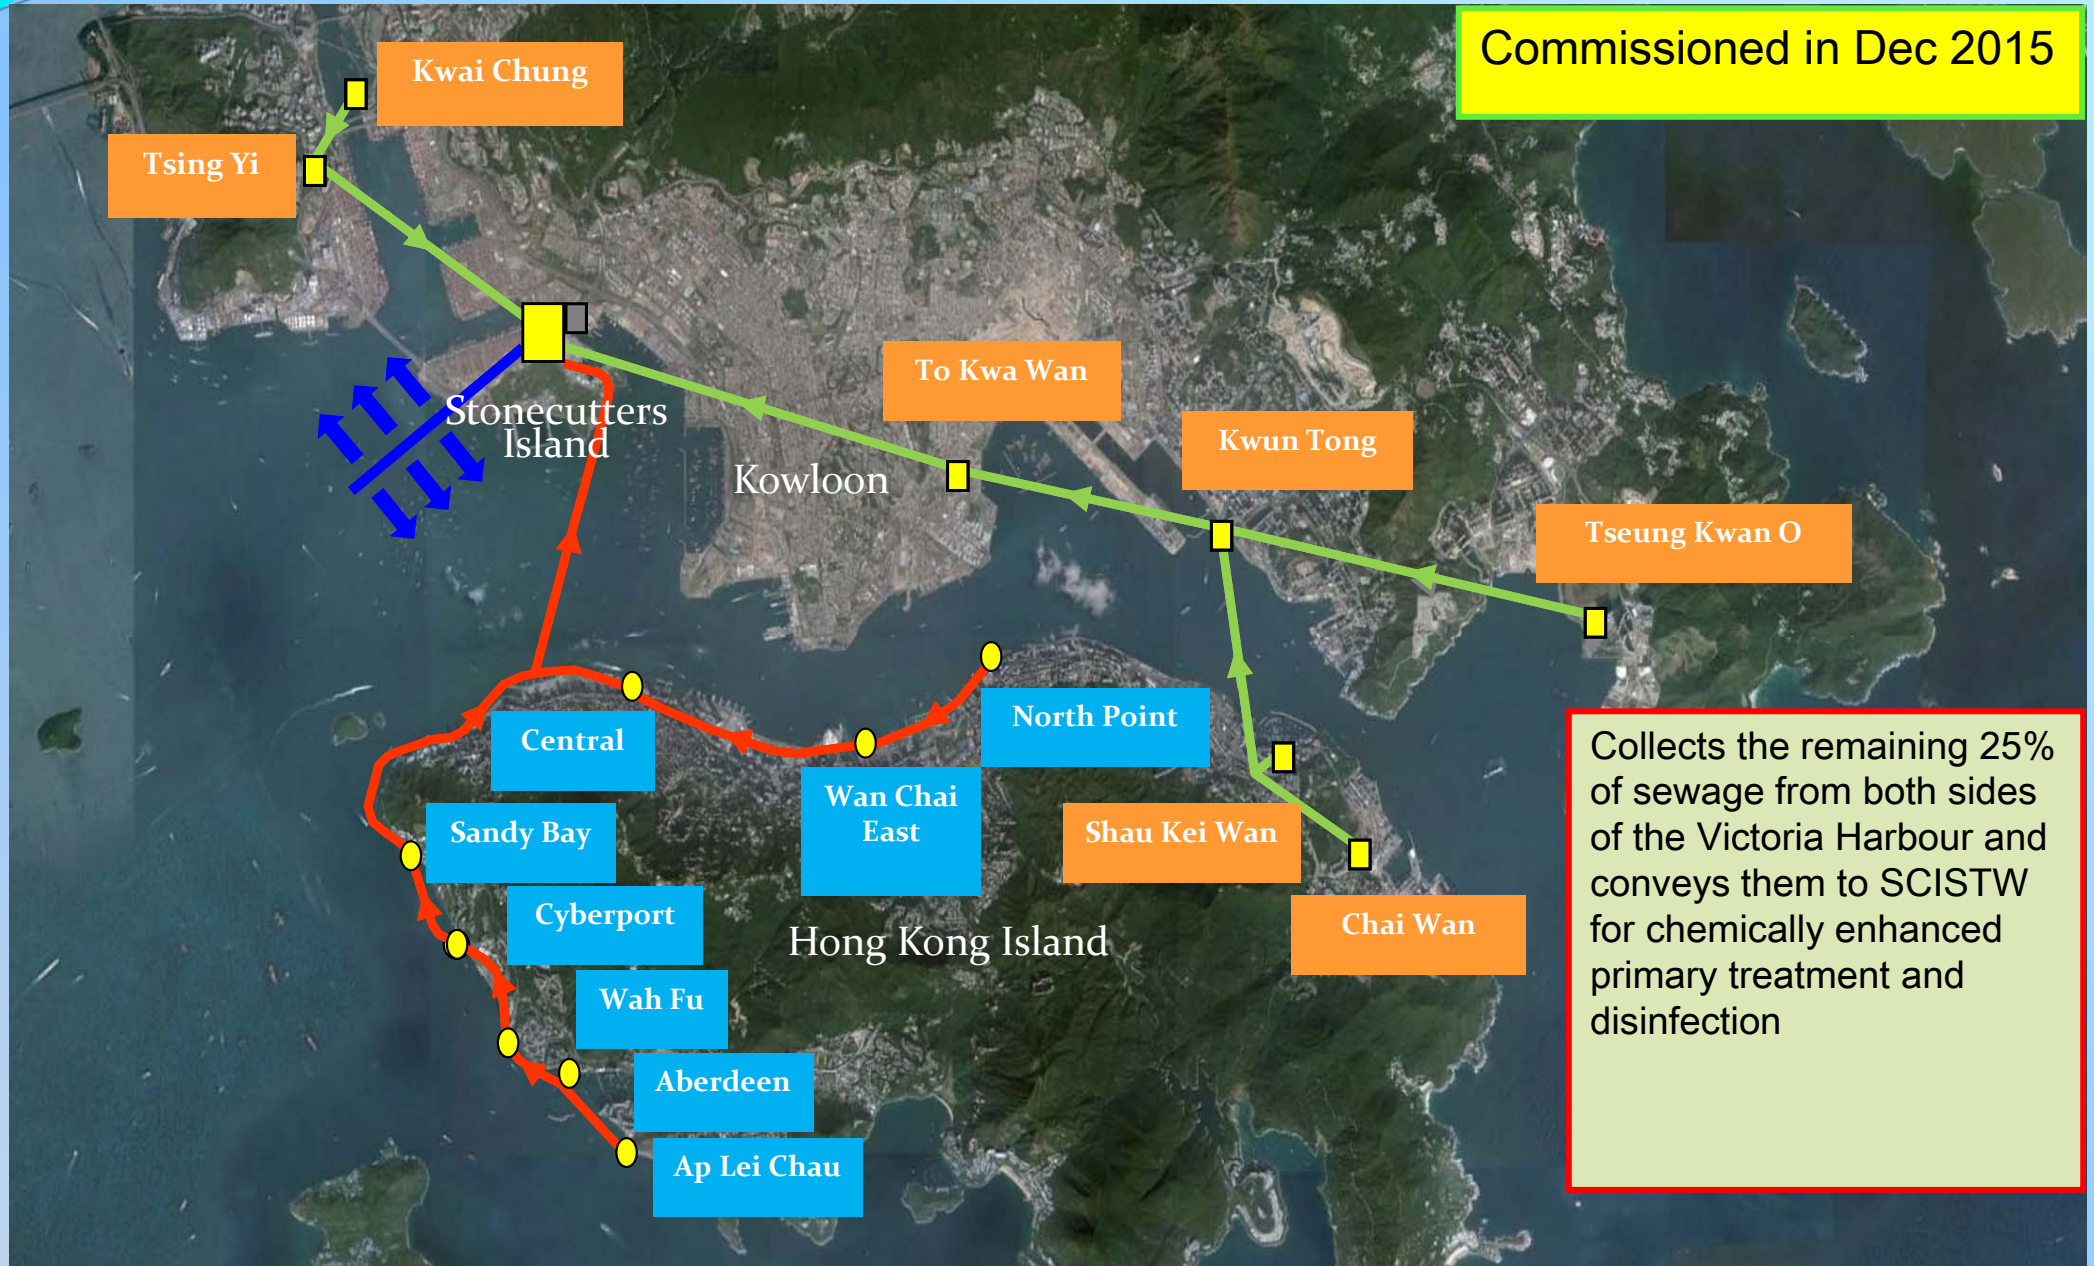 Commissioned in Dec 2015
Kwai Chung
Tsing Yi
To Kwa Wan
Stonecutters
Island
Kwun Tong
Kowloon
Tseung Kwan O
North Point
Central
Wan Chai
East
Sandy Bay
Shau Kei Wan
Cyberport
Chai Wan
Hong Kong Island
Wah Fu
Aberdeen
Ap Lei Chau
Collects the remaining 25%
of sewage from both sides
of the Victoria Harbour and
conveys them to SCISTW
for chemically enhanced
primary treatment and
disinfection